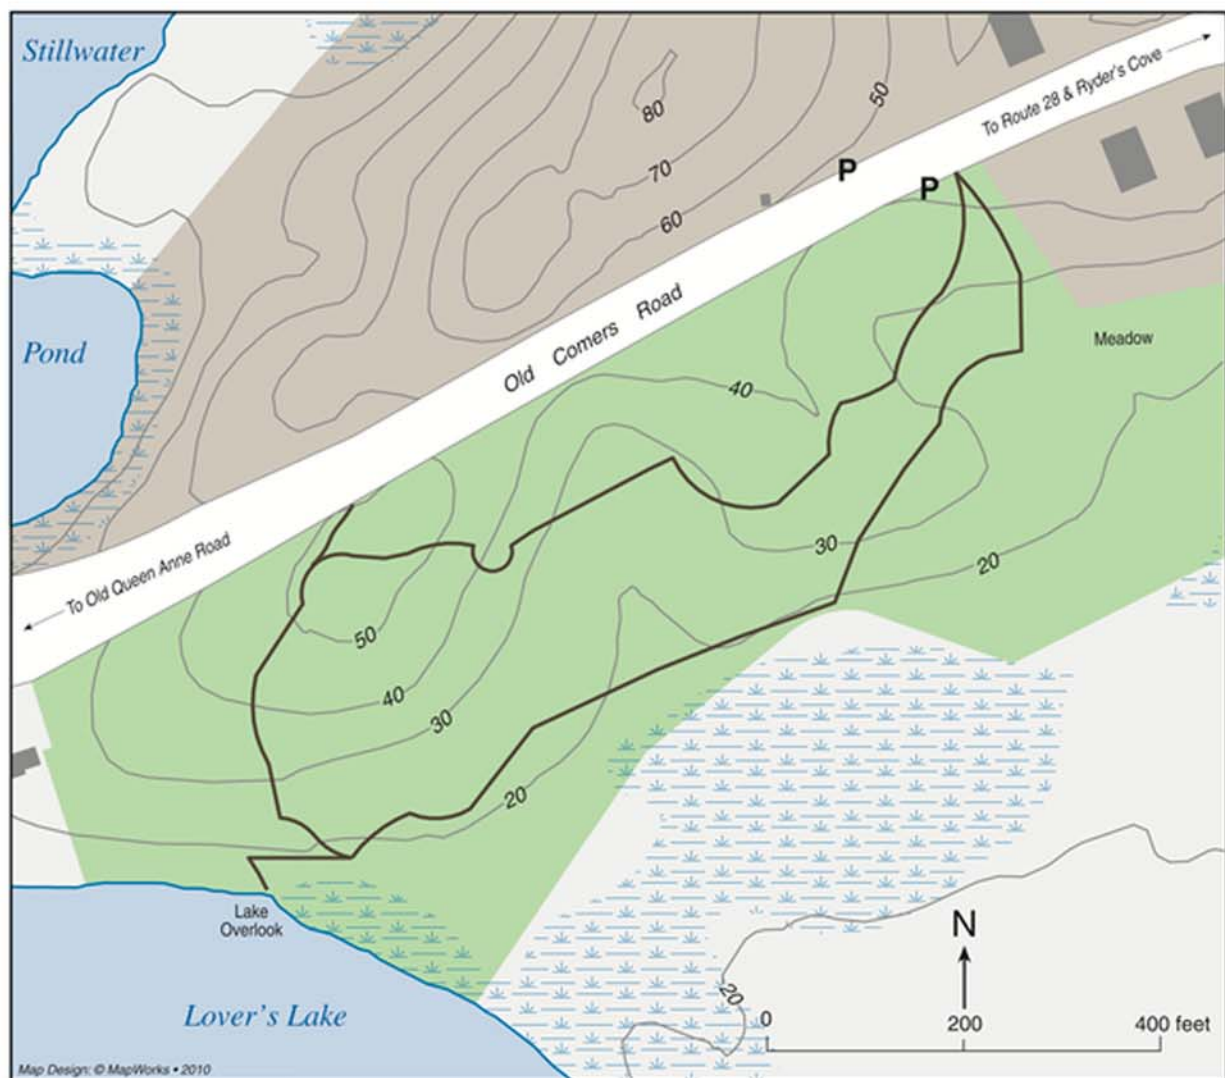 Stillwater
80
50
To Route 28 & Ryder's Cove
P
70
P
60
Old Comers Road
Pond
Meadow
40
30
20
To Old Queen Anne Road
50
40
30
20
Lake
Overlook
N
Lover's Lake
20
0 200 400 feet
Map Design: © MapWorks • 2010